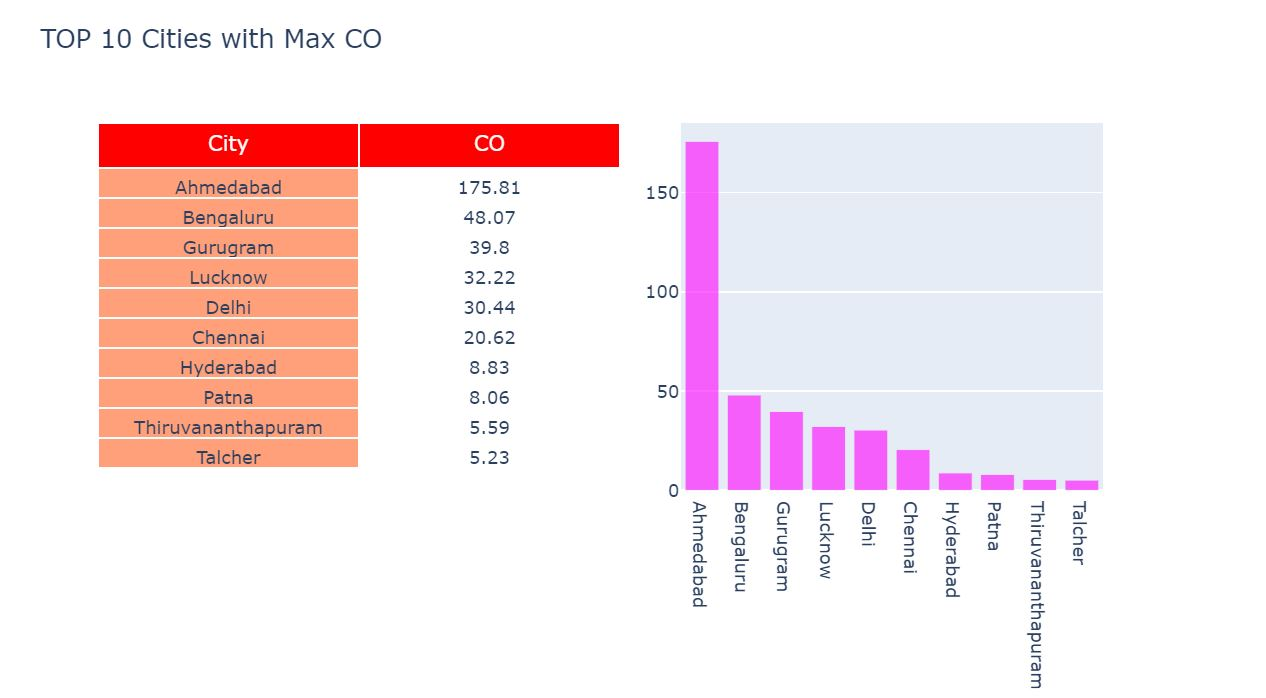 TOP 10 Cities with Max CO
City CO
Ahmedabad 175.81
Bengaluru 48.07
Gurugram 39.8
Lucknow 32.22
Delhi 30.44
Chennai 20.62
Hyderabad 8.83
Patna 8.06
Thiruvananthapuram 5.59
Talcher 5.23
150
100
50
0
Ahmedabad
Bengaluru
Gurugram
Lucknow
Delhi
Chennai
Hyderabad
Patna
Thiruvananthapuram
Talcher